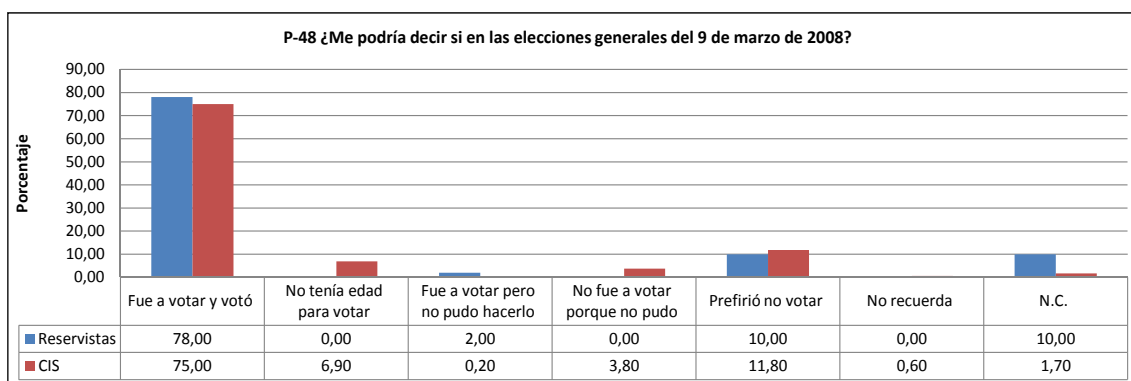 P-48 ¿Me podría decir si en las elecciones generales del 9 de marzo de 2008?
Porcentaje
90,00
80,00
70,00
60,00
50,00
40,00
30,00
20,00
10,00
0,00
Fue a votar y votó
No tenía edad
para votar
Fue a votar pero
no pudo hacerlo
No fue a votar
porque no pudo
Prefirió no votar
No recuerda
N.C.
Reservistas 78,00 0,00 2,00 0,00 10,00 0,00 10,00
CIS 75,00 6,90 0,20 3,80 11,80 0,60 1,70